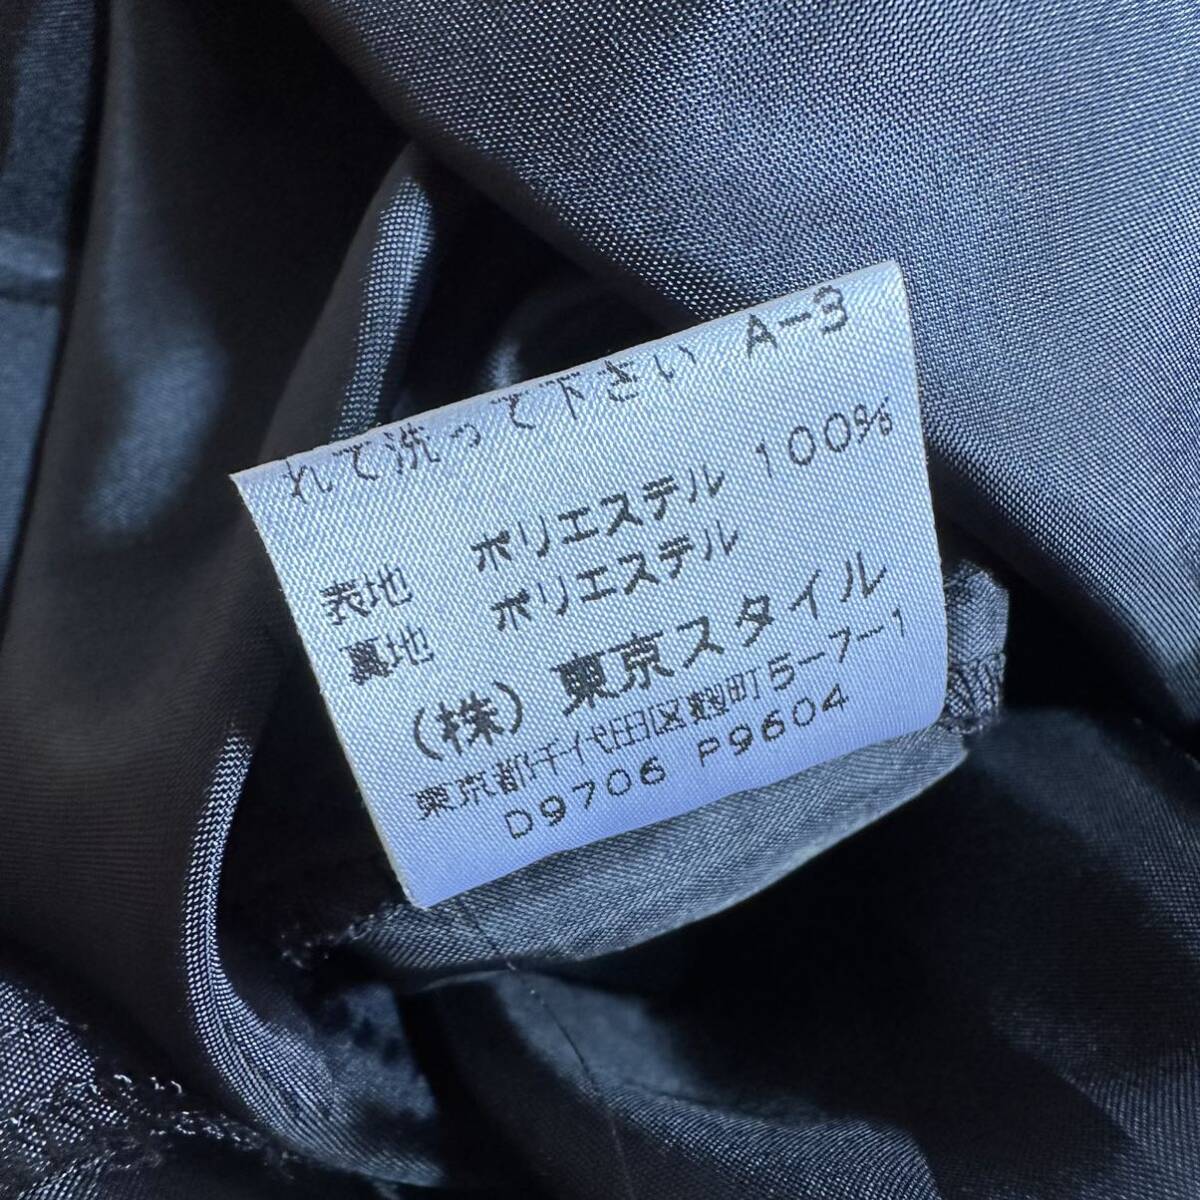 れて洗って下さい A-3
表地 ポリエステル 100%
裏地 ポリエステル
(株) 東京スタイル
東京都千代田区麹町5-7-1
D9706 P9604